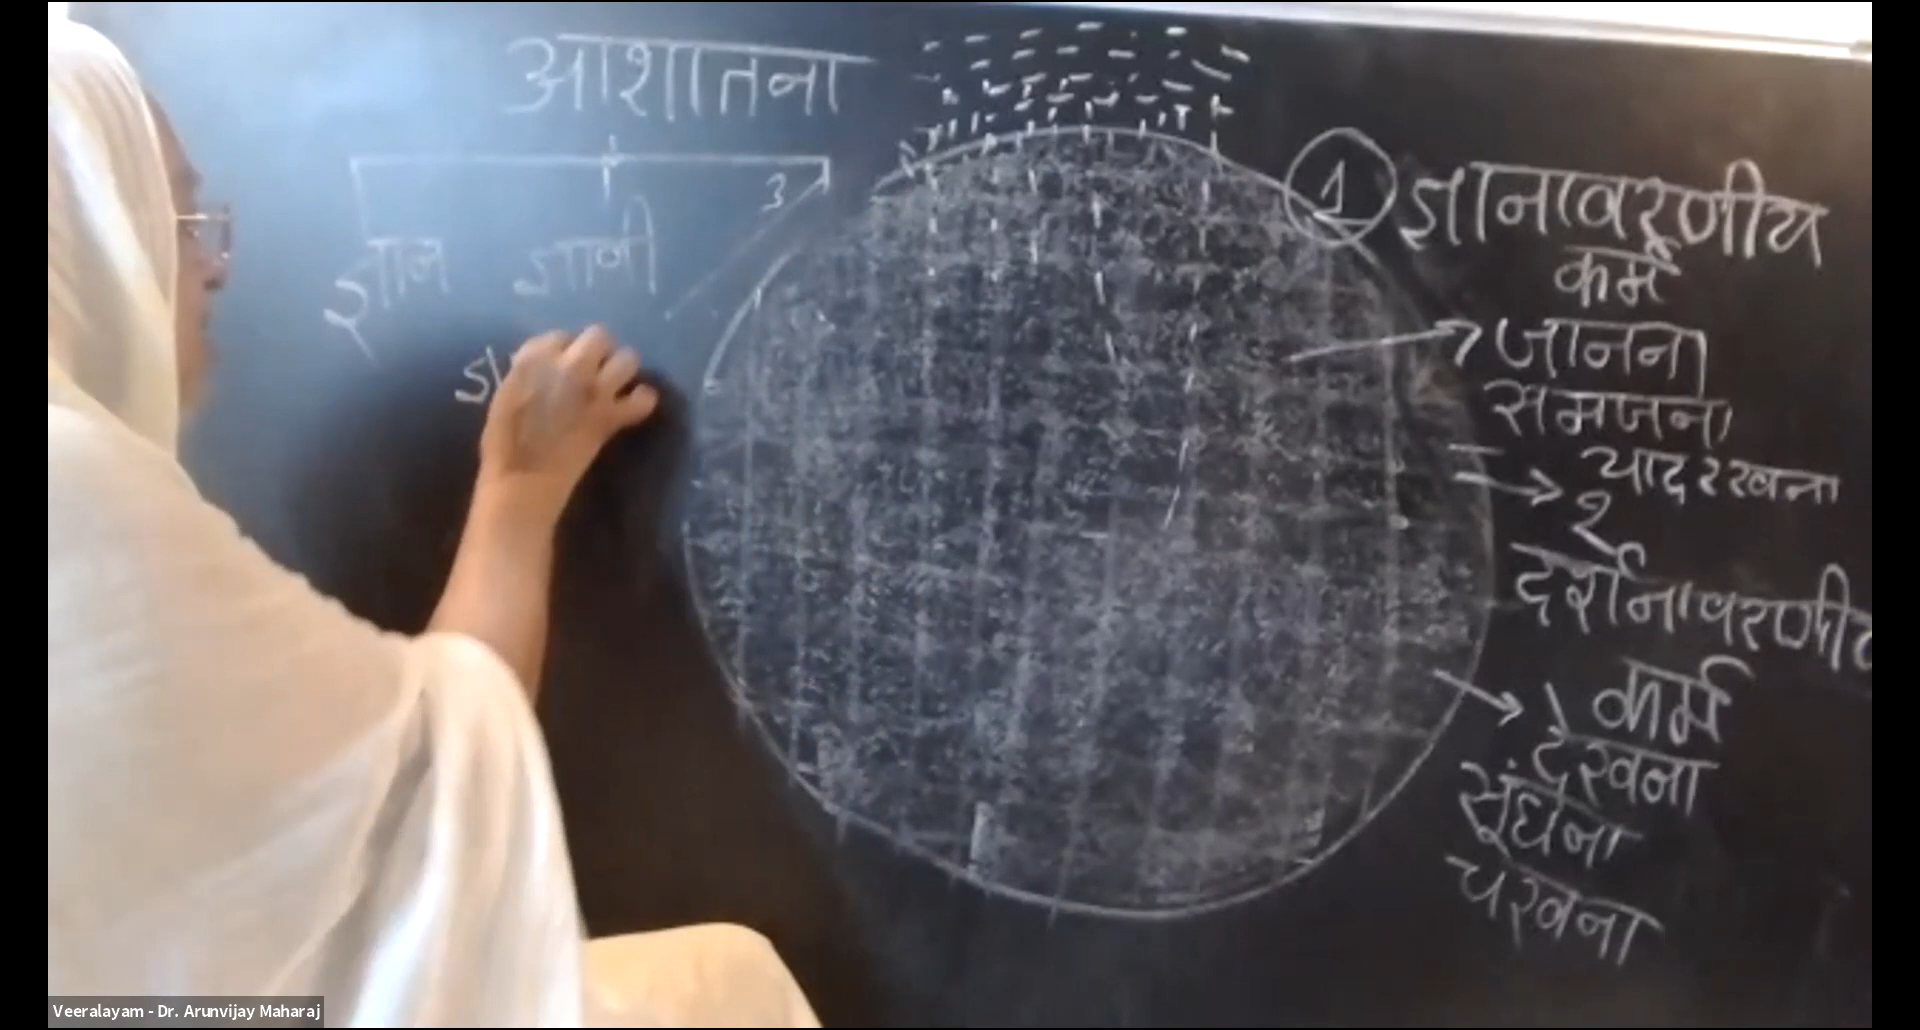 आशातना
3
ज्ञान ज्ञानी
1 ज्ञानावरणीय
कर्म
जानना
समजना
याद रखना
२
दर्शनावरणीय
कर्म
देखना
सूंघना
चखना
Veeralayam - Dr. Arunvijay Maharaj